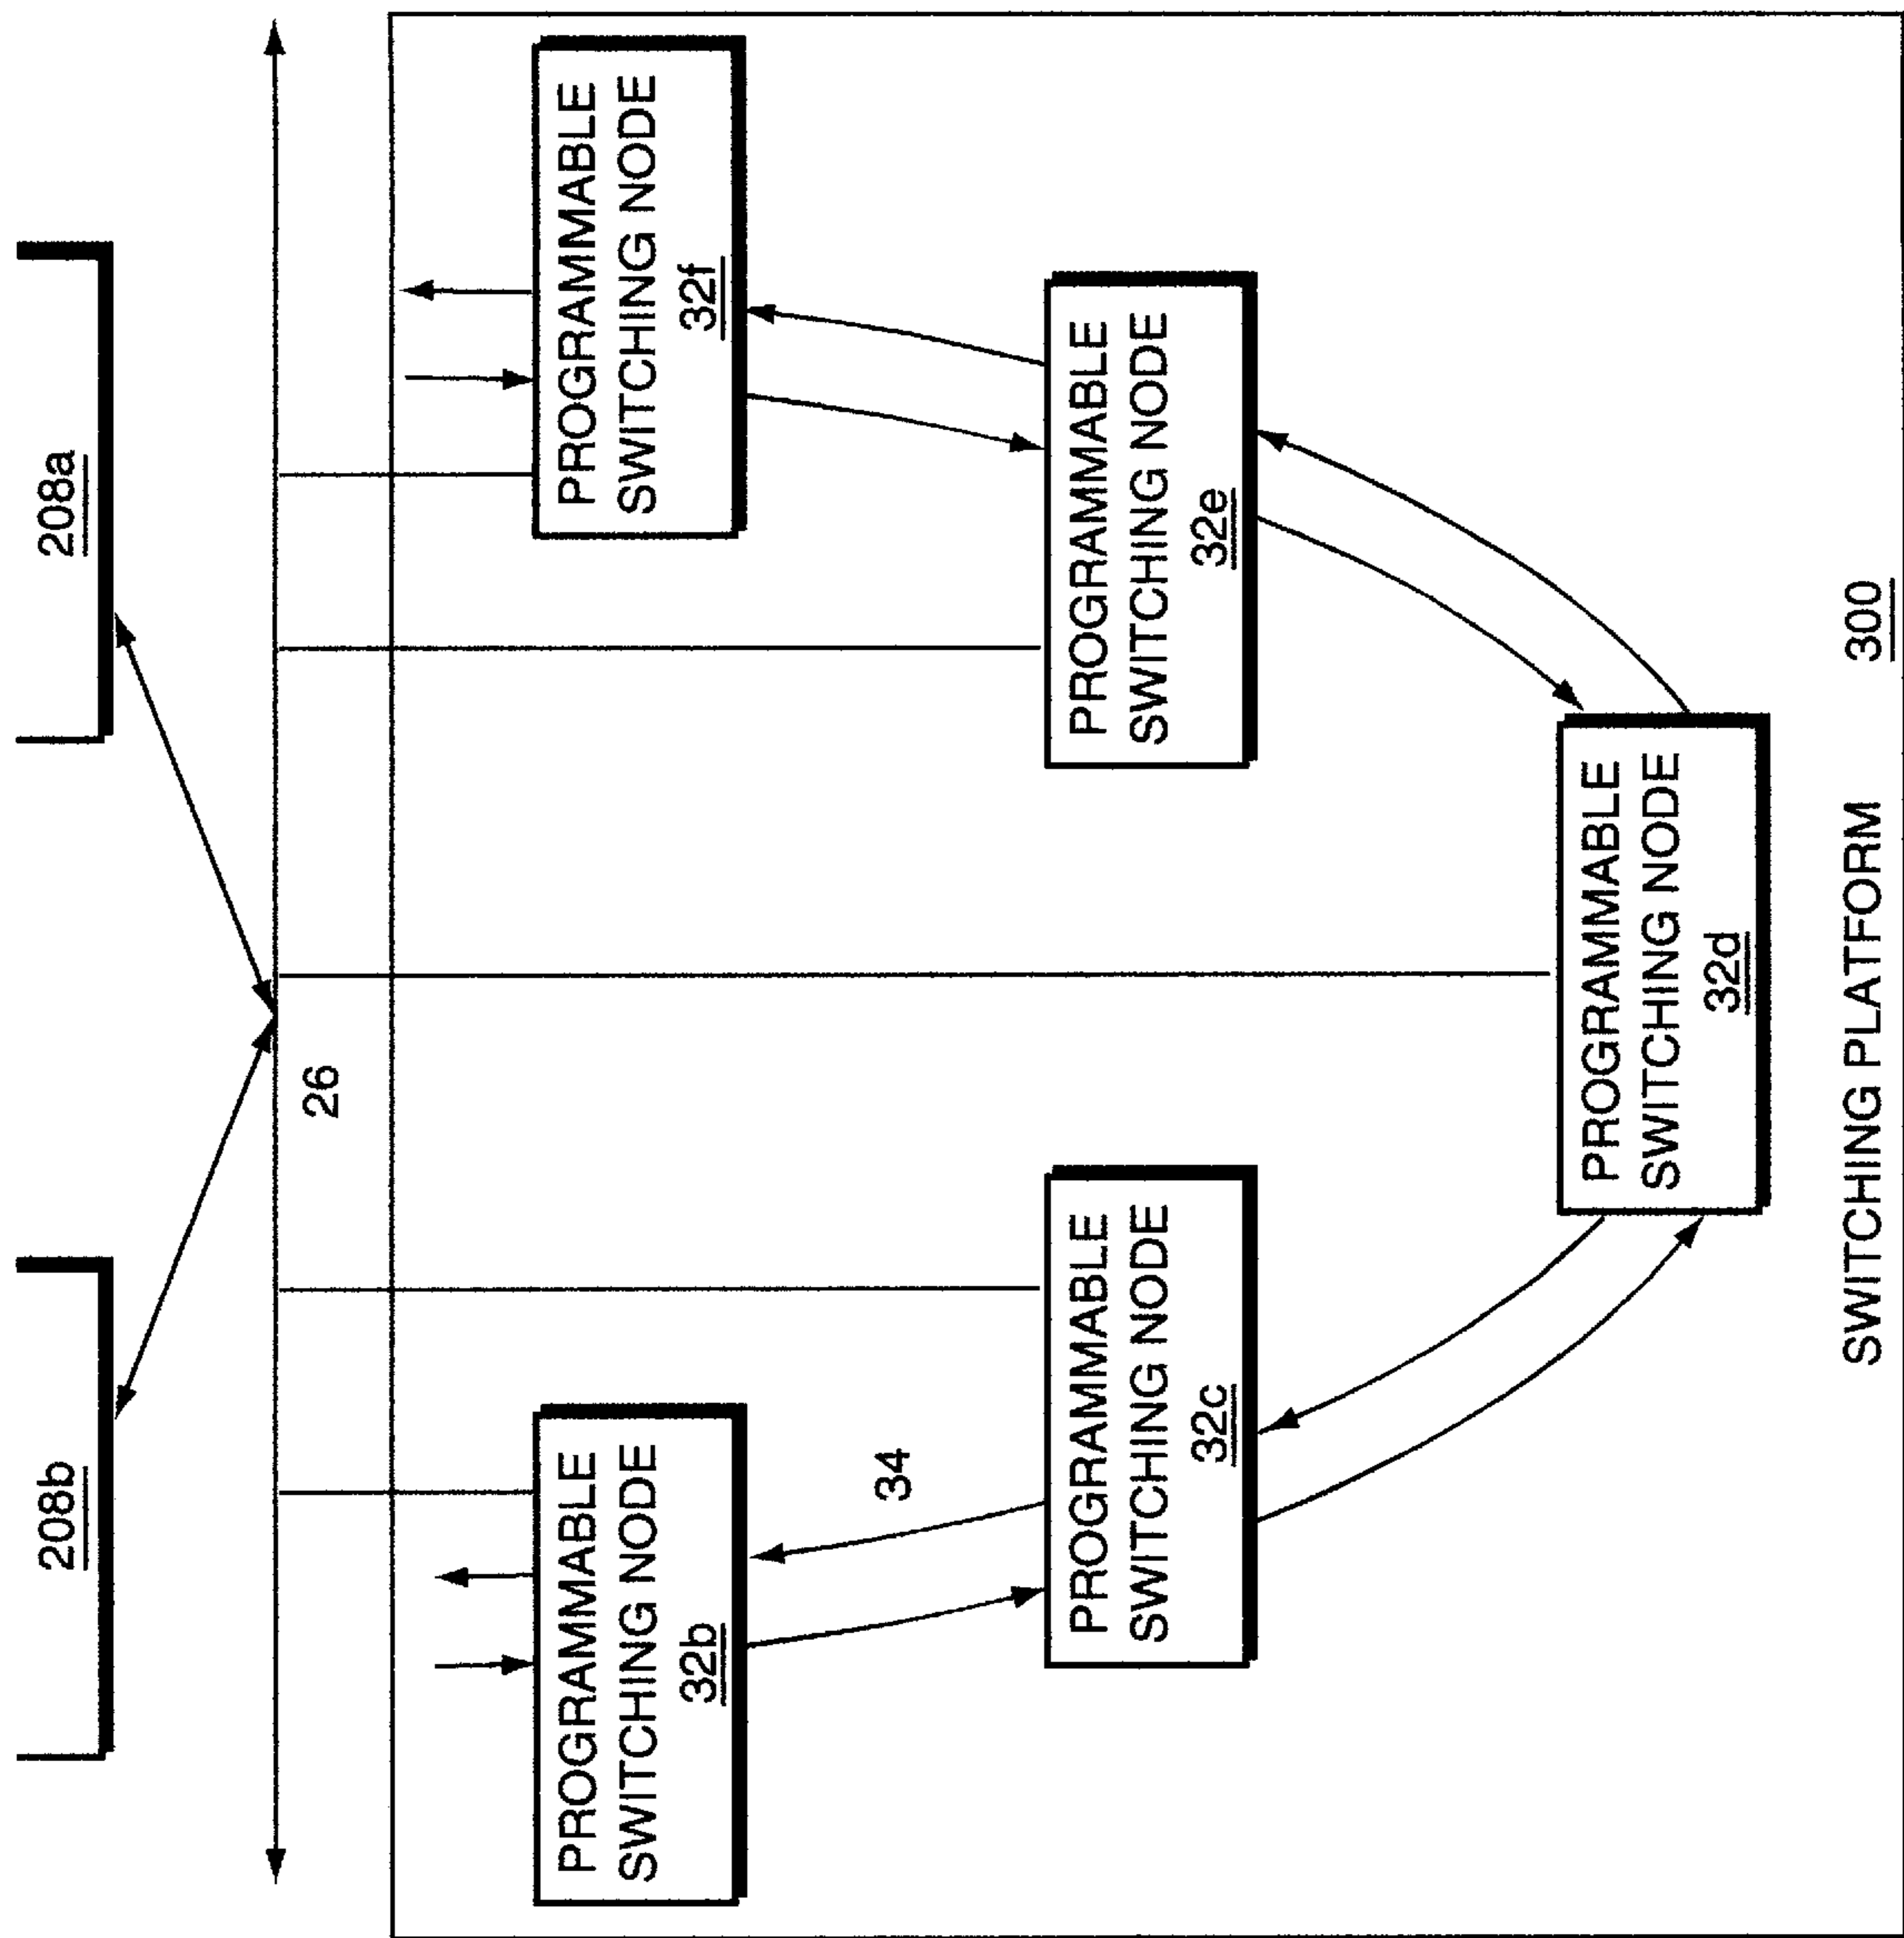 208b
208a
26
PROGRAMMABLE
SWITCHING NODE
32b
PROGRAMMABLE
SWITCHING NODE
32f
34
PROGRAMMABLE
SWITCHING NODE
32c
PROGRAMMABLE
SWITCHING NODE
32e
PROGRAMMABLE
SWITCHING NODE
32d
SWITCHING PLATFORM 300